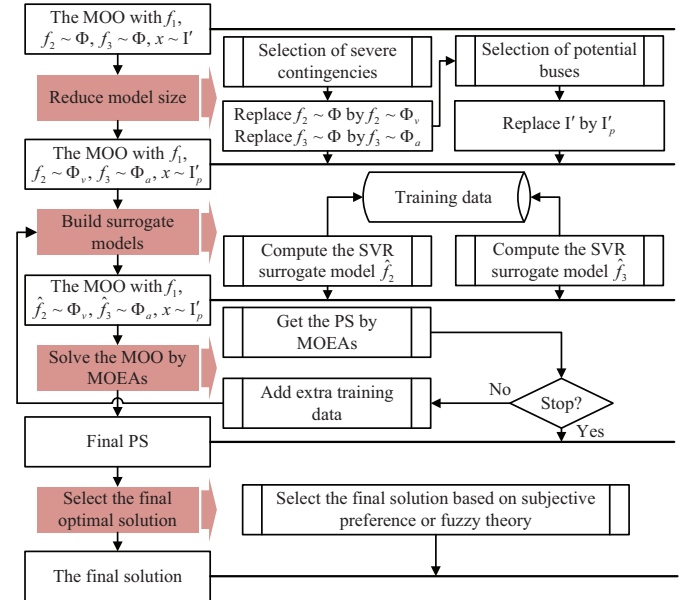 The MOO with f₁,
f₂ ~ Φ, f₃ ~ Φ, x ~ I′
Reduce model size
Selection of severe
contingencies
Selection of potential
buses
Replace f₂ ~ Φ by f₂ ~ Φᵥ
Replace f₃ ~ Φ by f₃ ~ Φₐ
Replace I′ by I′ₚ
The MOO with f₁,
f₂ ~ Φᵥ, f₃ ~ Φₐ, x ~ I′ₚ
Build surrogate
models
Training data
Compute the SVR
surrogate model f̂₂
Compute the SVR
surrogate model f̂₃
The MOO with f₁,
f̂₂ ~ Φᵥ, f̂₃ ~ Φₐ, x ~ I′ₚ
Solve the MOO by
MOEAs
Get the PS by
MOEAs
Stop?
No
Yes
Add extra training
data
Final PS
Select the final
optimal solution
Select the final solution based on subjective
preference or fuzzy theory
The final solution